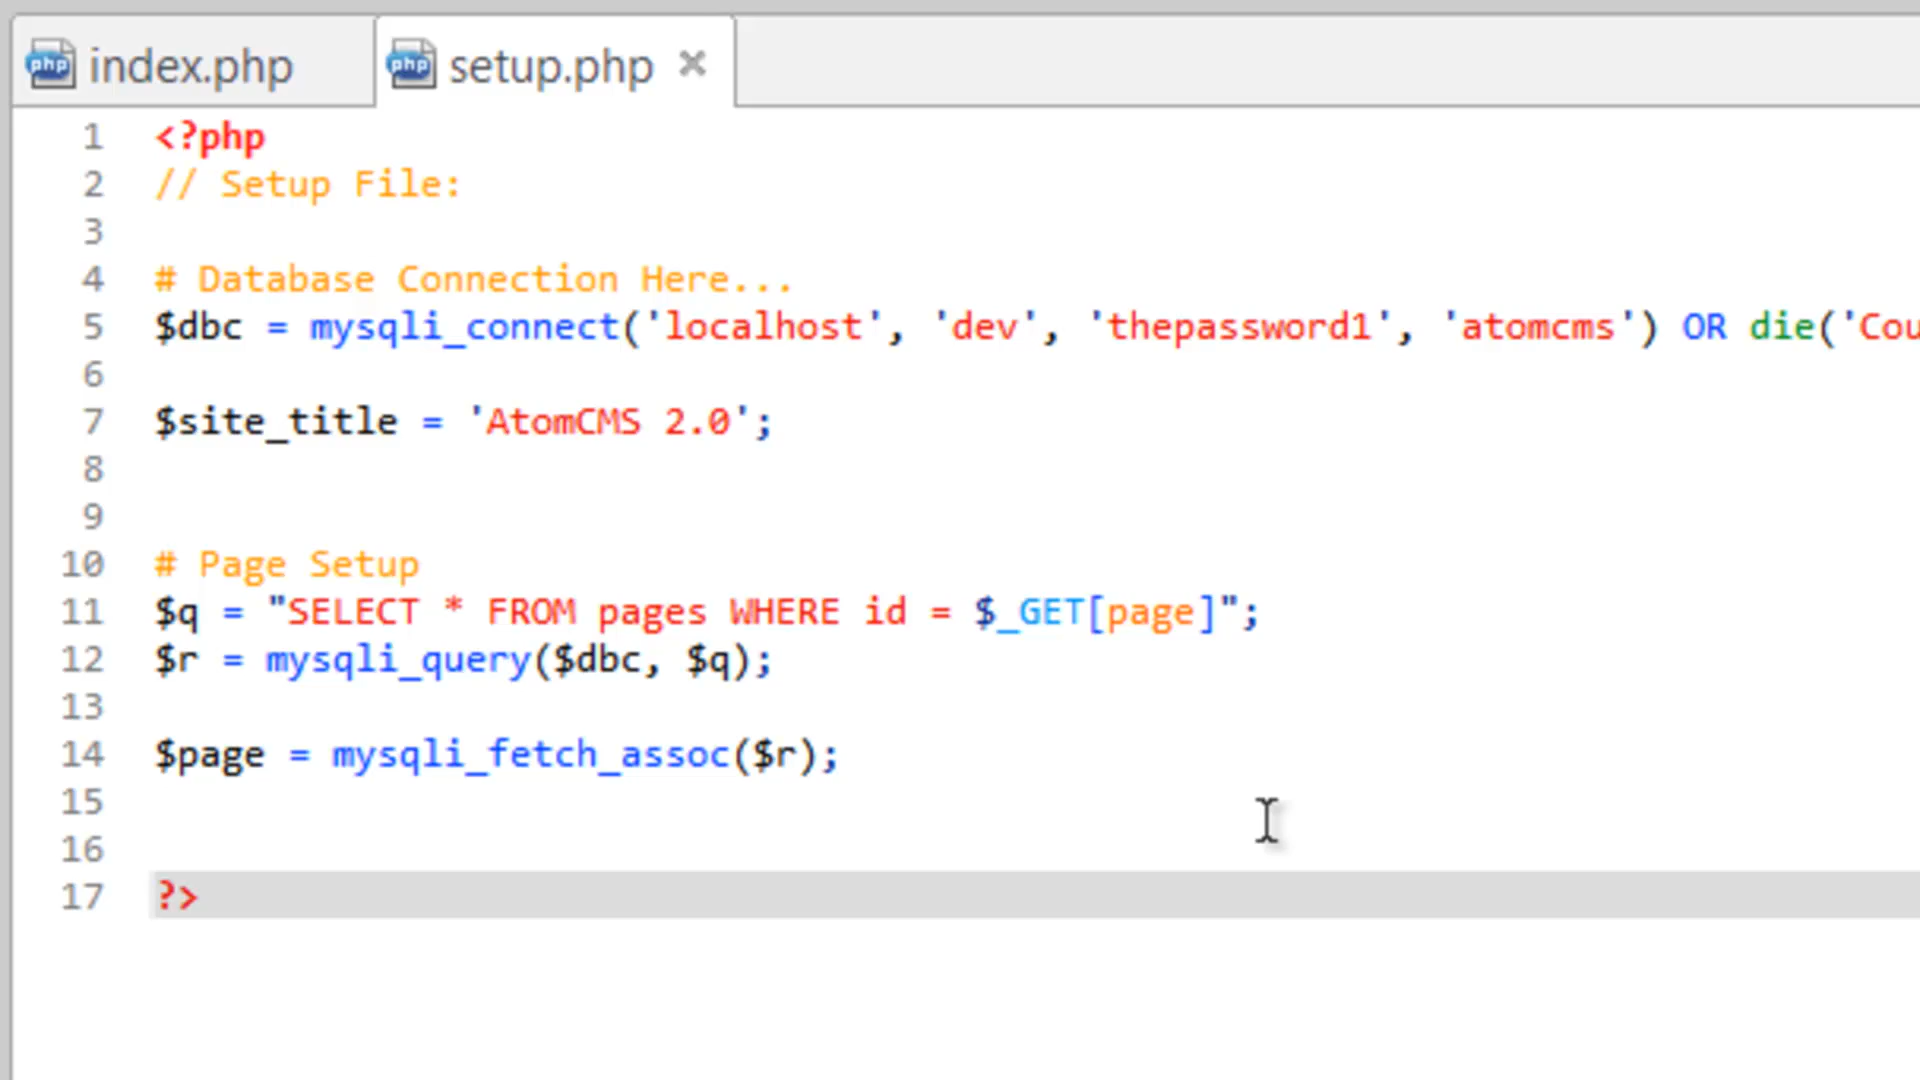 php index.php php setup.php
1 <?php
2 // Setup File:
3
4 # Database Connection Here...
5 $dbc = mysqli_connect('localhost', 'dev', 'thepassword1', 'atomcms') OR die('Cou
6
7 $site_title = 'AtomCMS 2.0';
8
9
10 # Page Setup
11 $q = "SELECT * FROM pages WHERE id = $_GET[page]";
12 $r = mysqli_query($dbc, $q);
13
14 $page = mysqli_fetch_assoc($r);
15
16
17 ?>